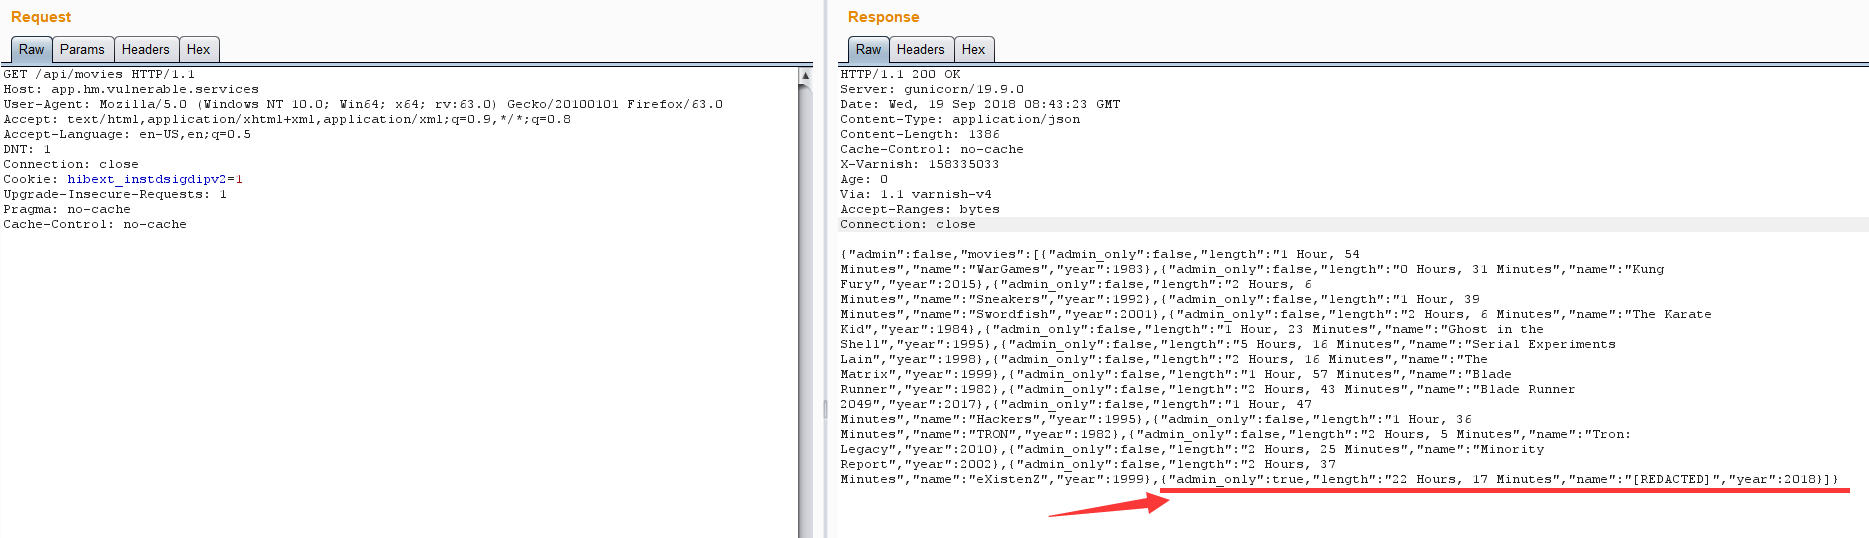 Request
Raw Params Headers Hex
GET /api/movies HTTP/1.1
Host: app.hm.vulnerable.services
User-Agent: Mozilla/5.0 (Windows NT 10.0; Win64; x64; rv:63.0) Gecko/20100101 Firefox/63.0
Accept: text/html,application/xhtml+xml,application/xml;q=0.9,*/*;q=0.8
Accept-Language: en-US,en;q=0.5
DNT: 1
Connection: close
Cookie: hibext_instdsigdipv2=1
Upgrade-Insecure-Requests: 1
Pragma: no-cache
Cache-Control: no-cache
Response
Raw Headers Hex
HTTP/1.1 200 OK
Server: gunicorn/19.9.0
Date: Wed, 19 Sep 2018 08:43:23 GMT
Content-Type: application/json
Content-Length: 1386
Cache-Control: no-cache
X-Varnish: 158335033
Age: 0
Via: 1.1 varnish-v4
Accept-Ranges: bytes
Connection: close
{"admin":false,"movies":[{"admin_only":false,"length":"1 Hour, 54
Minutes","name":"WarGames","year":1983},{"admin_only":false,"length":"0 Hours, 31 Minutes","name":"Kung
Fury","year":2015},{"admin_only":false,"length":"2 Hours, 6
Minutes","name":"Sneakers","year":1992},{"admin_only":false,"length":"1 Hour, 39
Minutes","name":"Swordfish","year":2001},{"admin_only":false,"length":"2 Hours, 6 Minutes","name":"The Karate
Kid","year":1984},{"admin_only":false,"length":"1 Hour, 23 Minutes","name":"Ghost in the
Shell","year":1995},{"admin_only":false,"length":"5 Hours, 16 Minutes","name":"Serial Experiments
Lain","year":1998},{"admin_only":false,"length":"2 Hours, 16 Minutes","name":"The
Matrix","year":1999},{"admin_only":false,"length":"1 Hour, 57 Minutes","name":"Blade
Runner","year":1982},{"admin_only":false,"length":"2 Hours, 43 Minutes","name":"Blade Runner
2049","year":2017},{"admin_only":false,"length":"1 Hour, 47
Minutes","name":"Hackers","year":1995},{"admin_only":false,"length":"1 Hour, 36
Minutes","name":"TRON","year":1982},{"admin_only":false,"length":"2 Hours, 5 Minutes","name":"Tron:
Legacy","year":2010},{"admin_only":false,"length":"2 Hours, 25 Minutes","name":"Minority
Report","year":2002},{"admin_only":false,"length":"2 Hours, 37
Minutes","name":"eXistenZ","year":1999},{"admin_only":true,"length":"22 Hours, 17 Minutes","name":"[REDACTED]","year":2018}]}